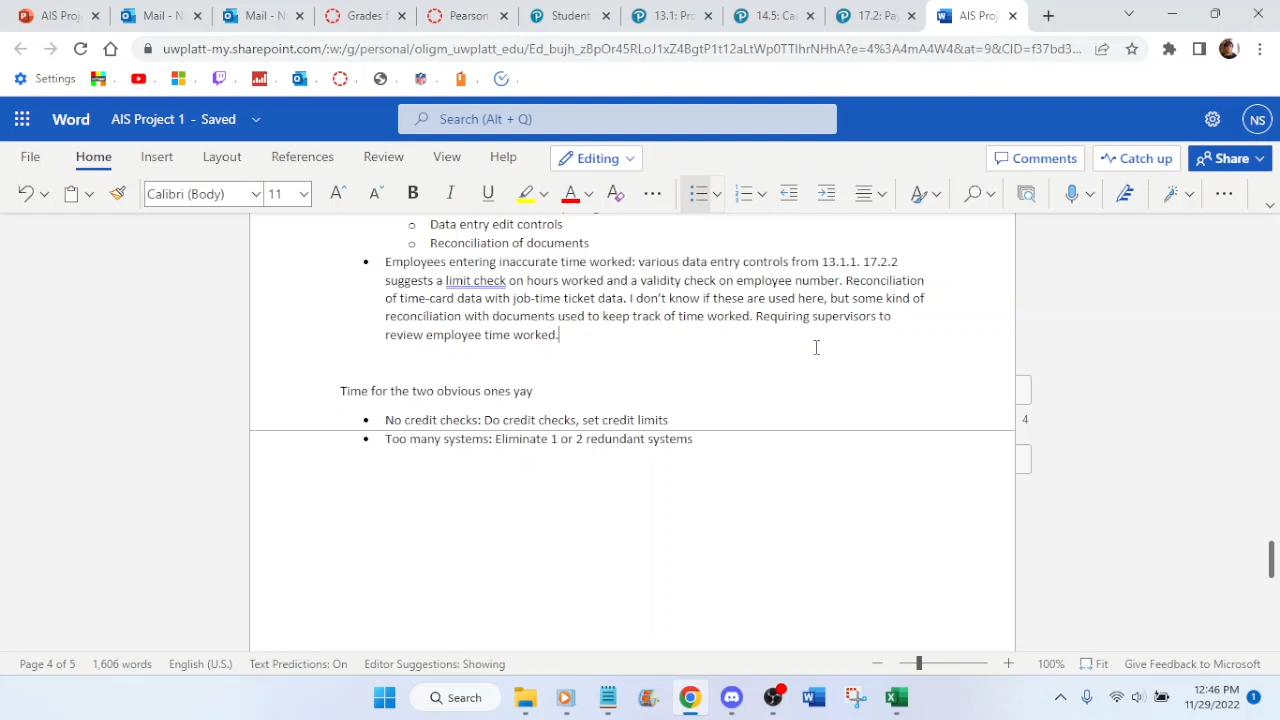 AIS Proj
Mail - N
Mail - N
Grades f
Pearson
Student
13.1: Pro
14.5: Ca
17.2: Pay
AIS Proj
uwplatt-my.sharepoint.com/:w:/g/personal/oligm_uwplatt_edu/Ed_bujh_zBpOr45RLoJ1xZ4BgtP1t12aLtWp0TTlhtNHhA?e=4%3A4mA4W4&at=9&CID=f37bd3...
Settings
Word
AIS Project 1 - Saved
Search (Alt + Q)
NS
File
Home
Insert
Layout
References
Review
View
Help
Editing
Comments
Catch up
Share
Calibri (Body)
11
Data entry edit controls
Reconciliation of documents
Employees entering inaccurate time worked: various data entry controls from 13.1.1. 17.2.2
suggests a limit check on hours worked and a validity check on employee number. Reconciliation
of time-card data with job-time ticket data. I don't know if these are used here, but some kind of
reconciliation with documents used to keep track of time worked. Requiring supervisors to
review employee time worked.
Time for the two obvious ones yay
No credit checks: Do credit checks, set credit limits
4
Too many systems: Eliminate 1 or 2 redundant systems
Page 4 of 5
1,606 words
English (U.S.)
Text Predictions: On
Editor Suggestions: Showing
100%
Fit
Give Feedback to Microsoft
Search
12:46 PM
11/29/2022
1